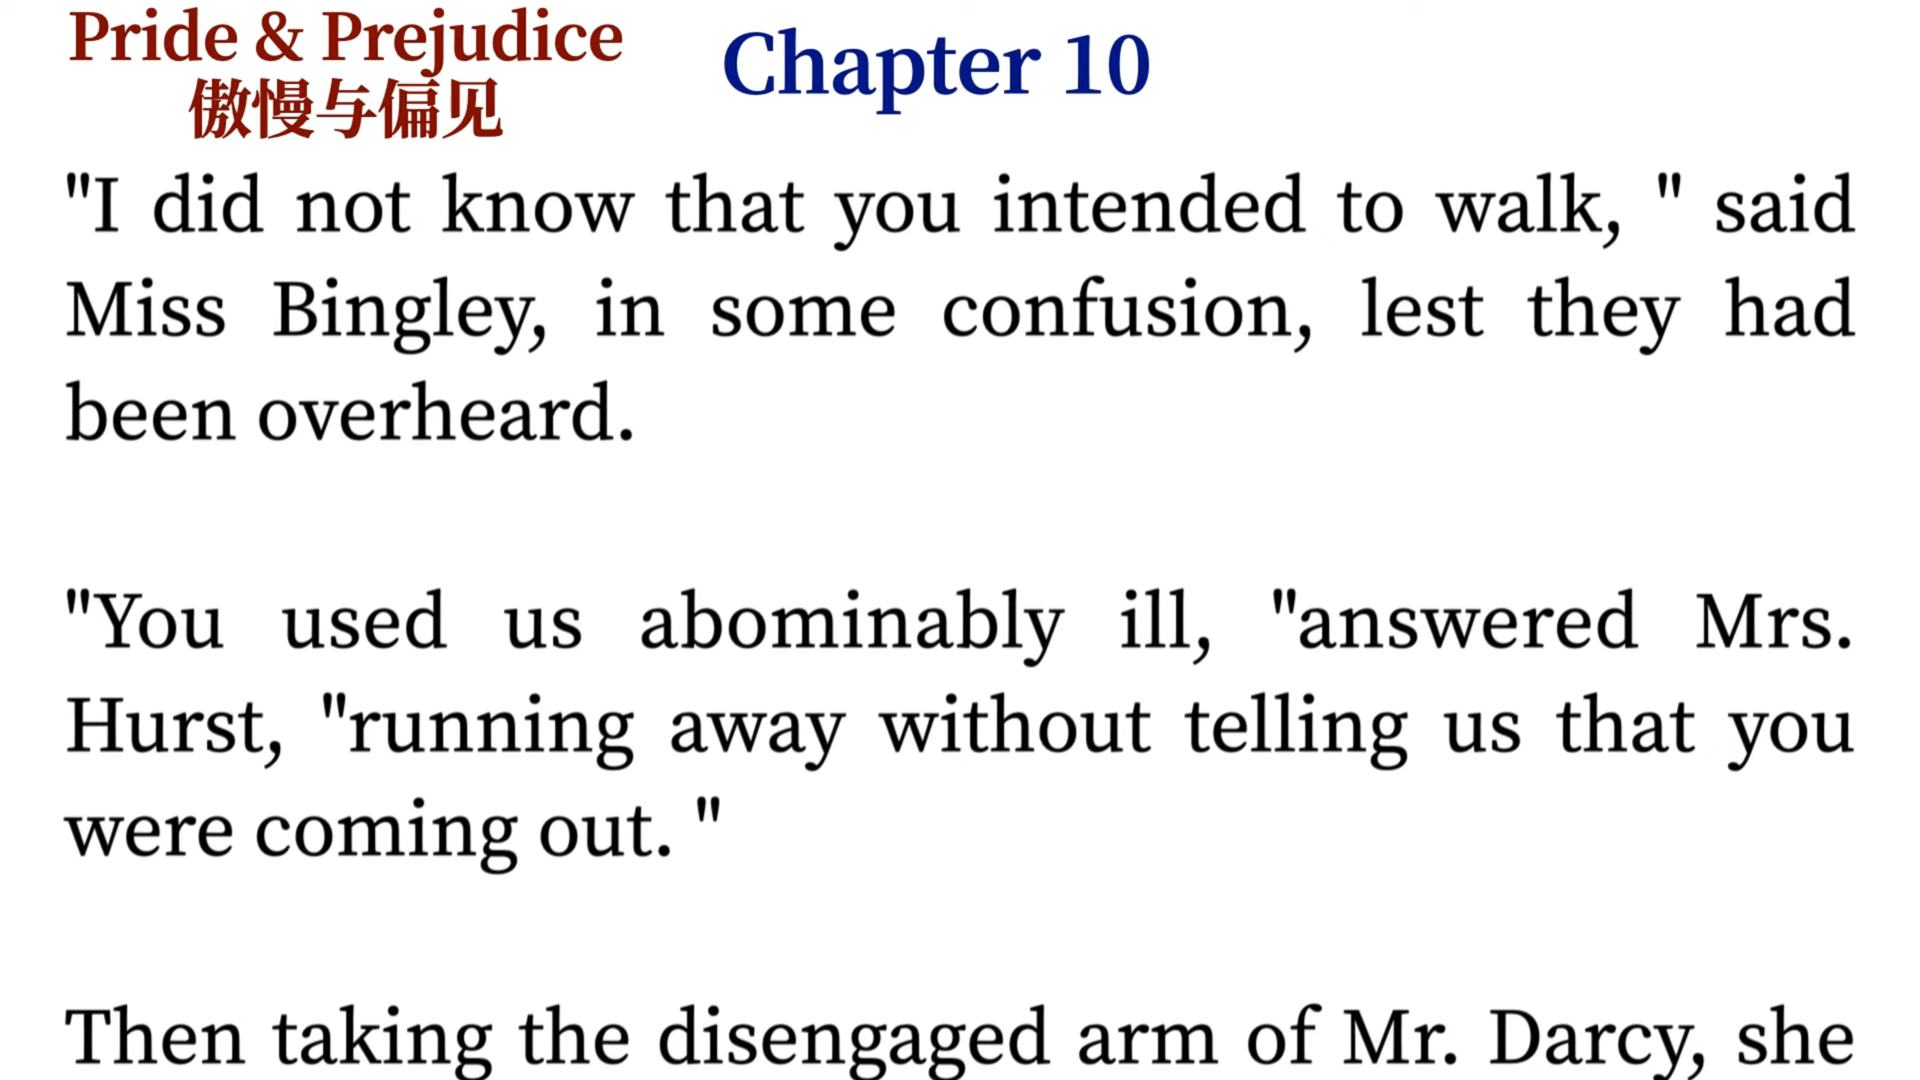 Pride & Prejudice
傲慢与偏见
Chapter 10
"I did not know that you intended to walk, " said
Miss Bingley, in some confusion, lest they had
been overheard.
"You used us abominably ill, "answered Mrs.
Hurst, "running away without telling us that you
were coming out. "
Then taking the disengaged arm of Mr. Darcy, she